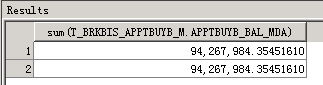 Results
sum(T_BRKBIS_APPTBUYB_M.APPTBUYB_BAL_MDA)
1 94,267,984.35451610
2 94,267,984.35451610